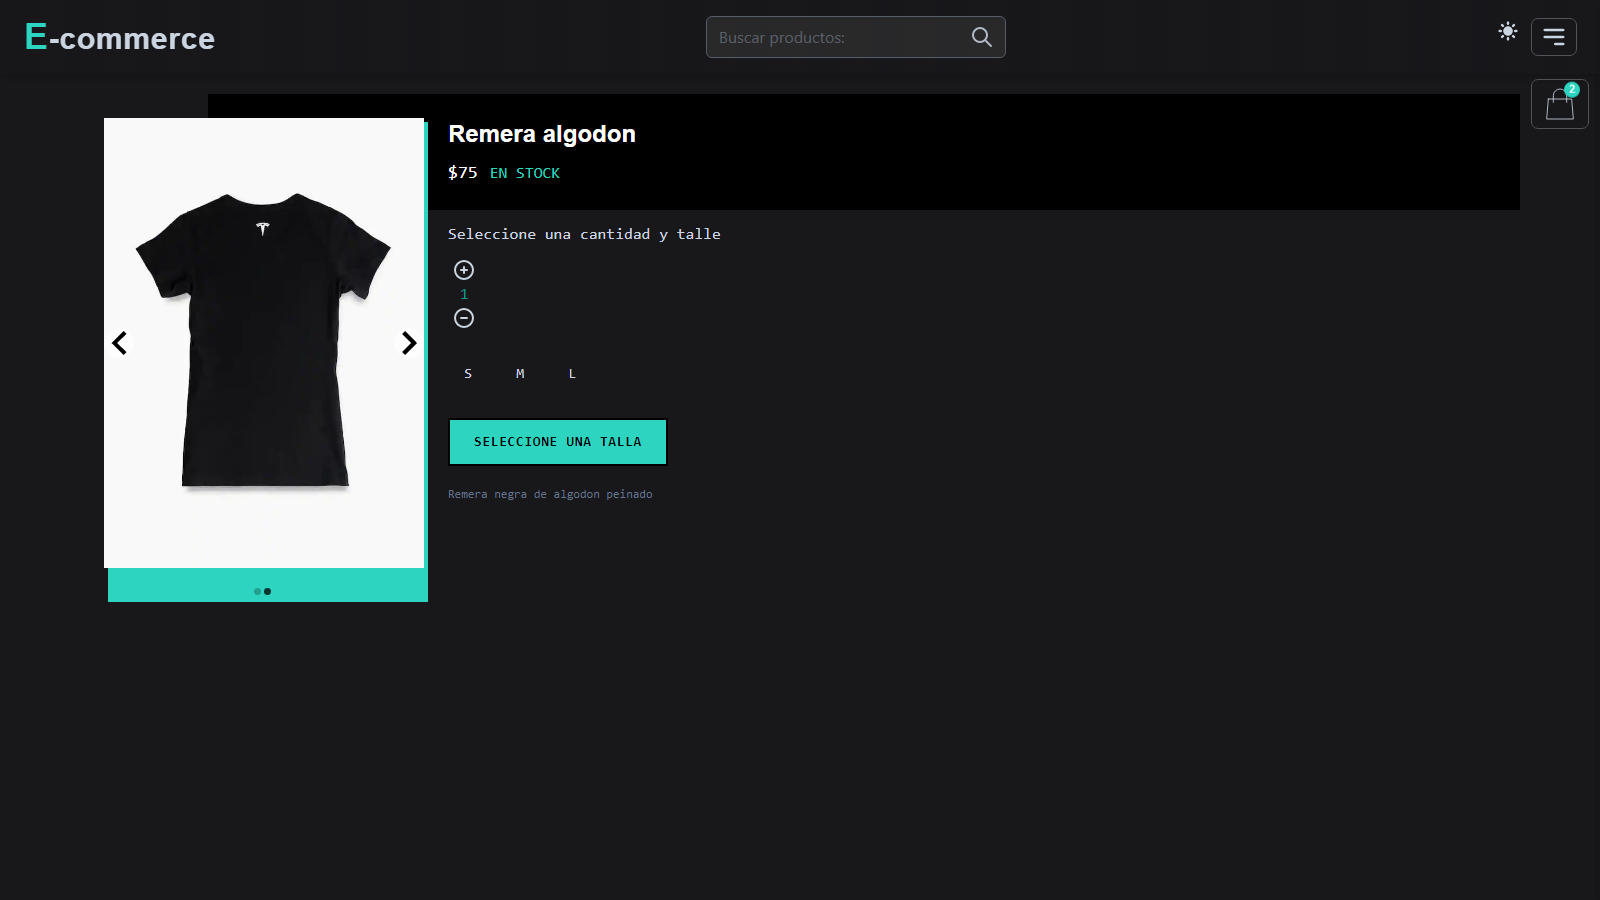 E-commerce
Buscar productos:
2
Remera algodon
$75 EN STOCK
Seleccione una cantidad y talle
1
S M L
SELECCIONE UNA TALLA
Remera negra de algodon peinado